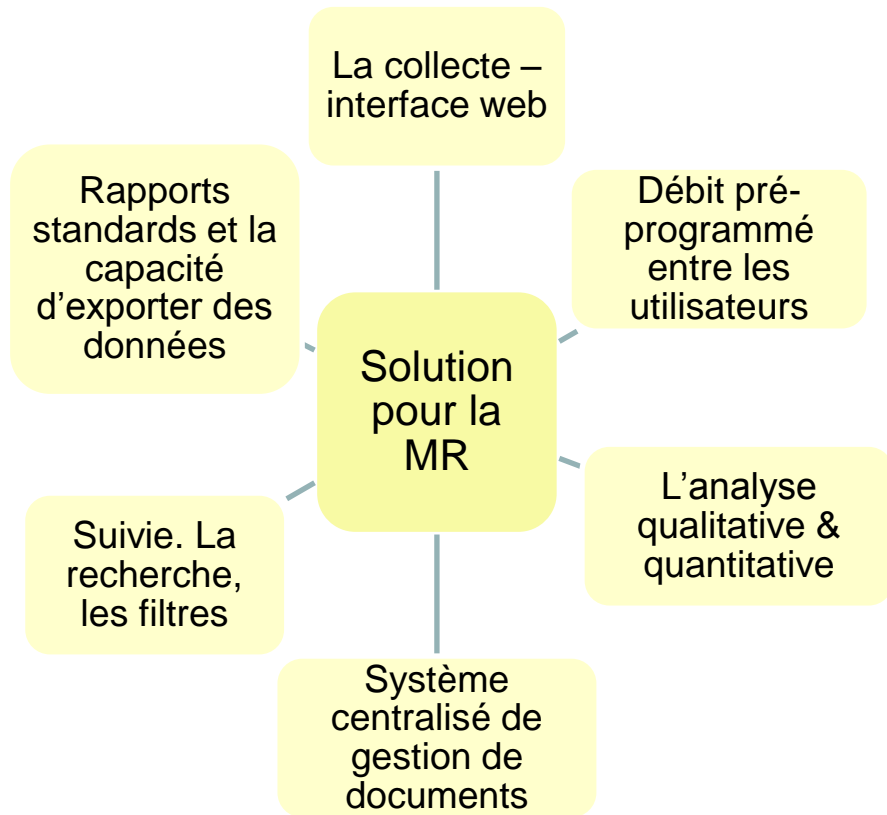 La collecte –
interface web
Débit pré-
programmé
entre les
utilisateurs
L'analyse
qualitative &
quantitative
Système
centralisé de
gestion de
documents
Suivie. La
recherche,
les filtres
Rapports
standards et la
capacité
d'exporter des
données
Solution
pour la
MR